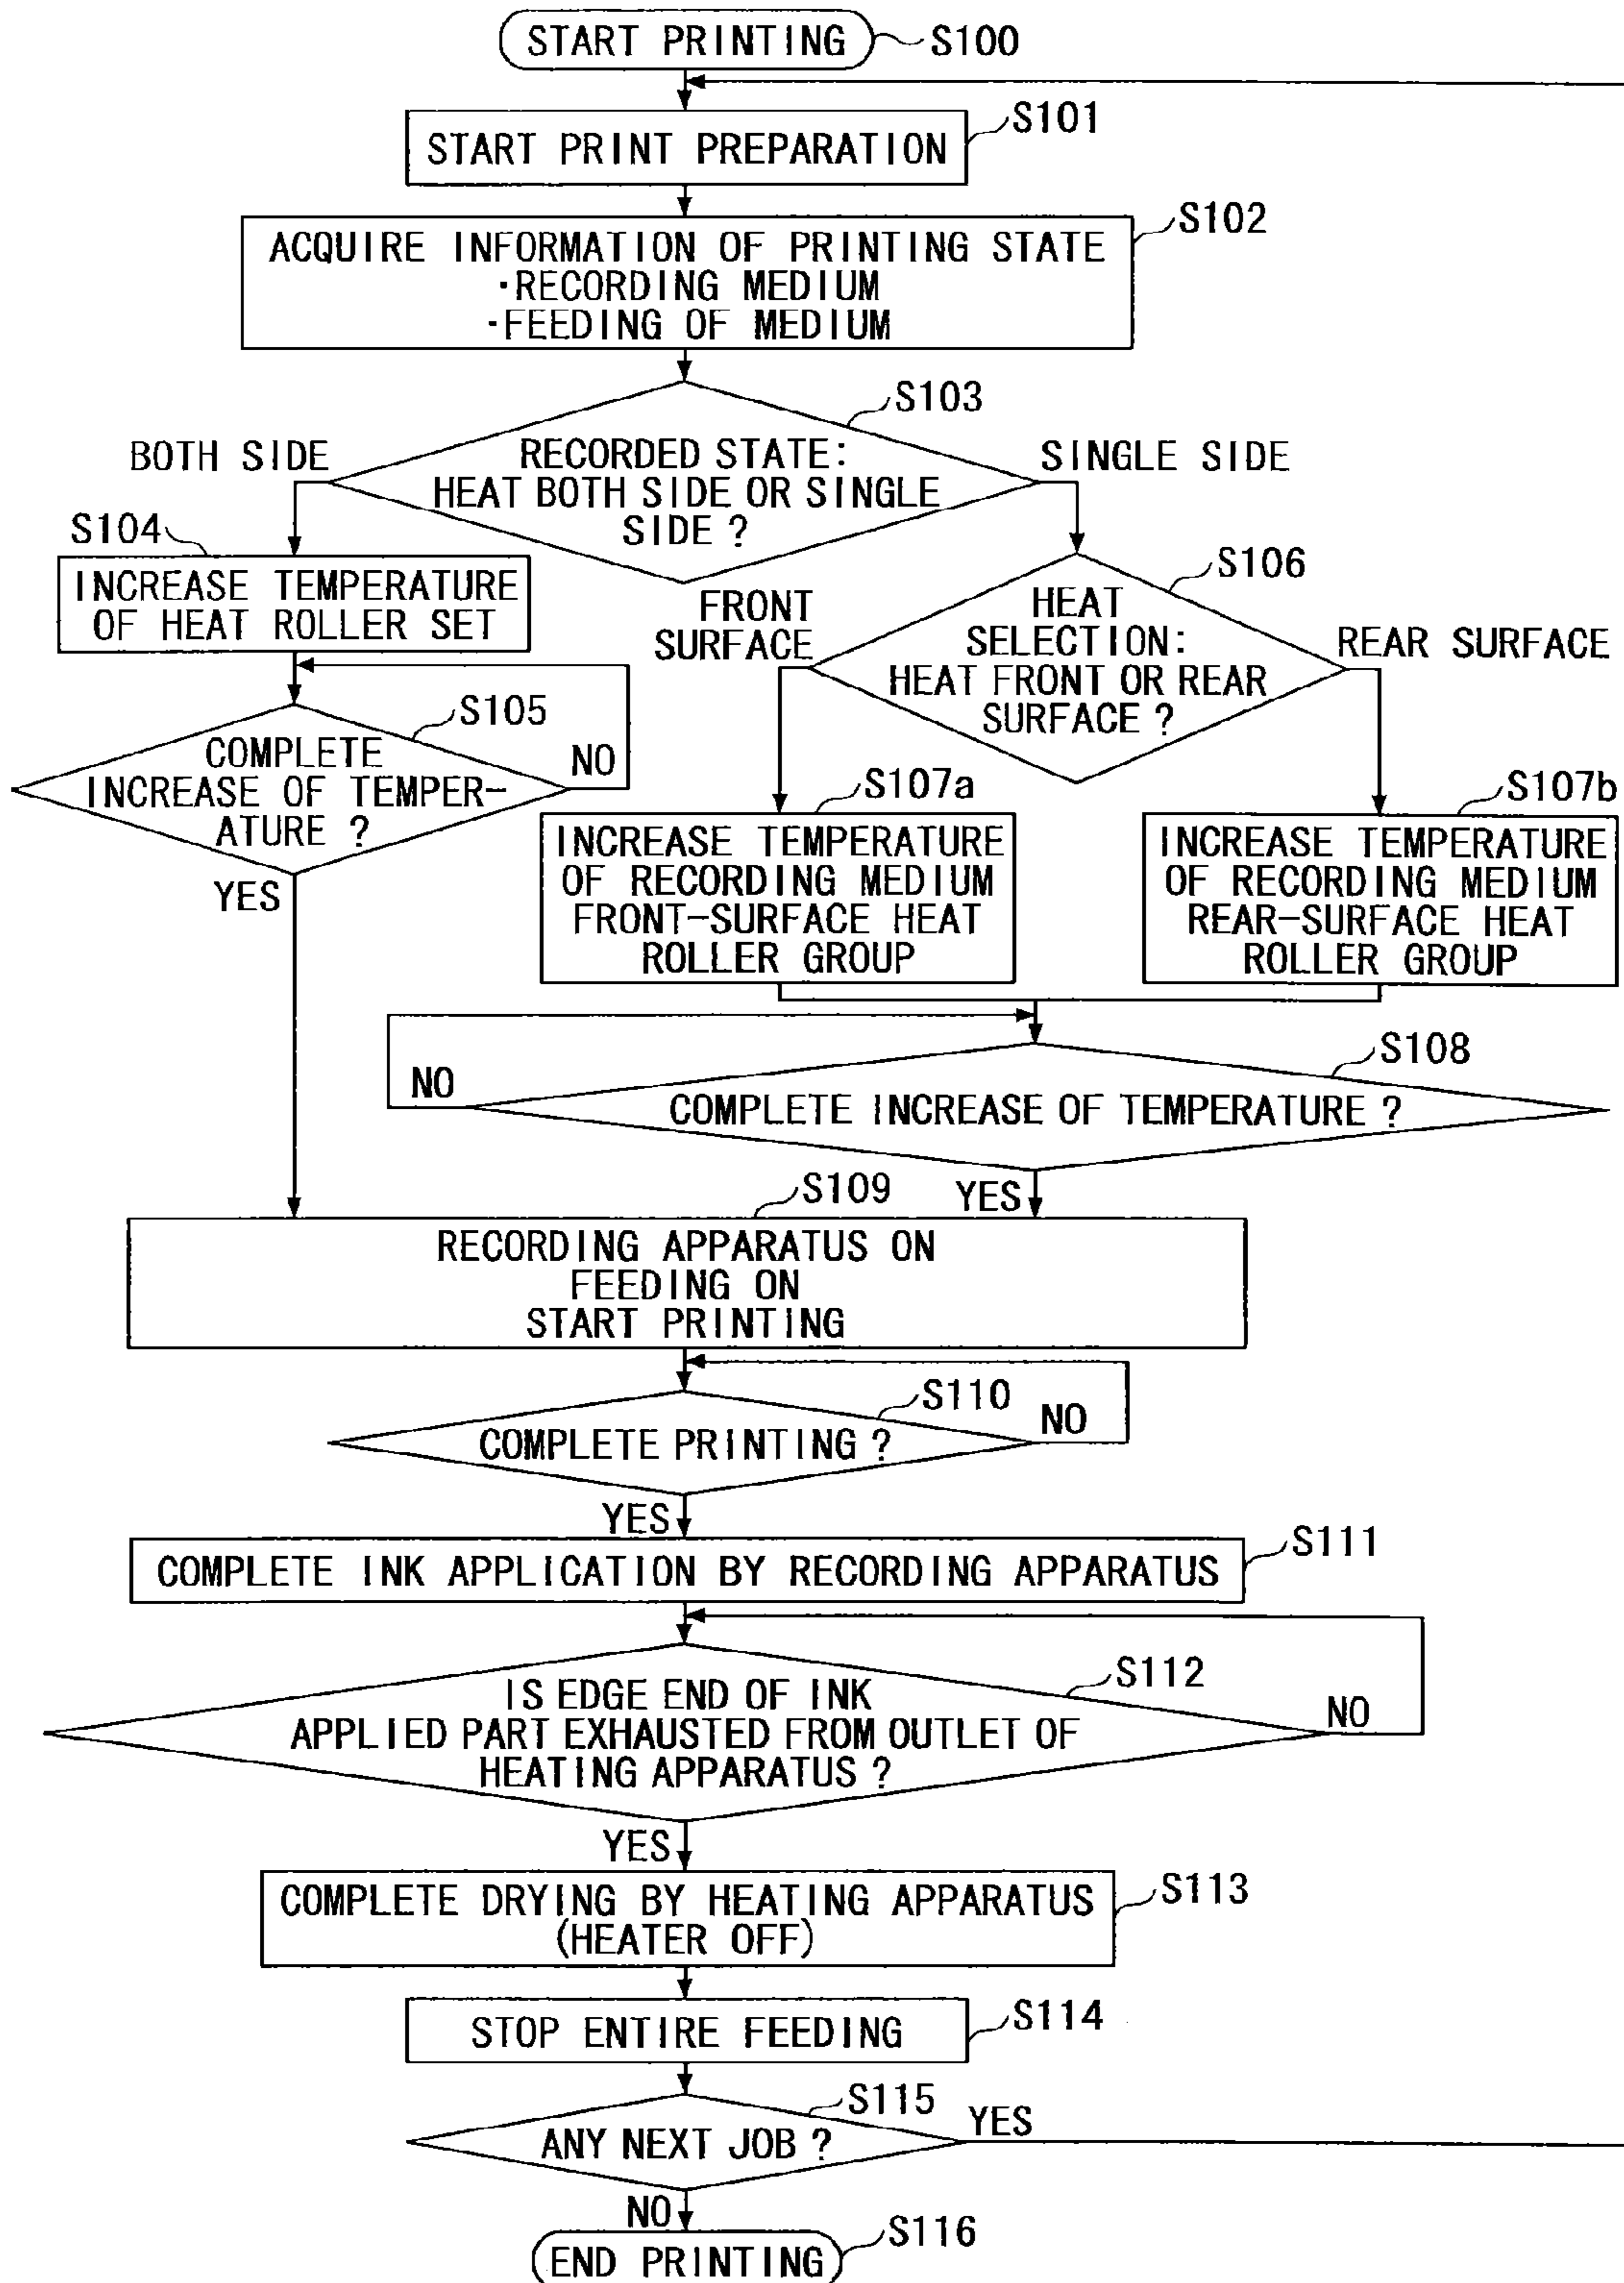 START PRINTING
S100
START PRINT PREPARATION
S101
ACQUIRE INFORMATION OF PRINTING STATE
·RECORDING MEDIUM
·FEEDING OF MEDIUM
S102
S103
BOTH SIDE
RECORDED STATE:
HEAT BOTH SIDE OR SINGLE
SIDE ?
SINGLE SIDE
S104
INCREASE TEMPERATURE
OF HEAT ROLLER SET
S106
FRONT
SURFACE
HEAT
SELECTION:
HEAT FRONT OR REAR
SURFACE ?
REAR SURFACE
S105
COMPLETE
INCREASE OF TEMPER-
ATURE ?
NO
YES
S107a
INCREASE TEMPERATURE
OF RECORDING MEDIUM
FRONT-SURFACE HEAT
ROLLER GROUP
S107b
INCREASE TEMPERATURE
OF RECORDING MEDIUM
REAR-SURFACE HEAT
ROLLER GROUP
S108
NO
COMPLETE INCREASE OF TEMPERATURE ?
YES
S109
RECORDING APPARATUS ON
FEEDING ON
START PRINTING
S110
COMPLETE PRINTING ?
NO
YES
S111
COMPLETE INK APPLICATION BY RECORDING APPARATUS
S112
IS EDGE END OF INK
APPLIED PART EXHAUSTED FROM OUTLET OF
HEATING APPARATUS ?
NO
YES
COMPLETE DRYING BY HEATING APPARATUS
(HEATER OFF)
S113
STOP ENTIRE FEEDING
S114
S115
ANY NEXT JOB ?
YES
NO
END PRINTING
S116